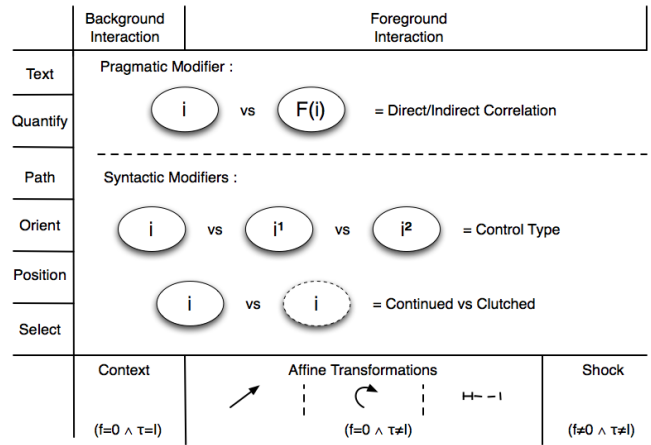 Background
Interaction
Foreground
Interaction
Text
Pragmatic Modifier :
i vs F(i) = Direct/Indirect Correlation
Quantify
Path
Syntactic Modifiers :
Orient
i vs i¹ vs i² = Control Type
Position
i vs i = Continued vs Clutched
Select
Context
Affine Transformations
Shock
(f=0 ∧ τ=I)
(f=0 ∧ τ≠I)
(f≠0 ∧ τ≠I)